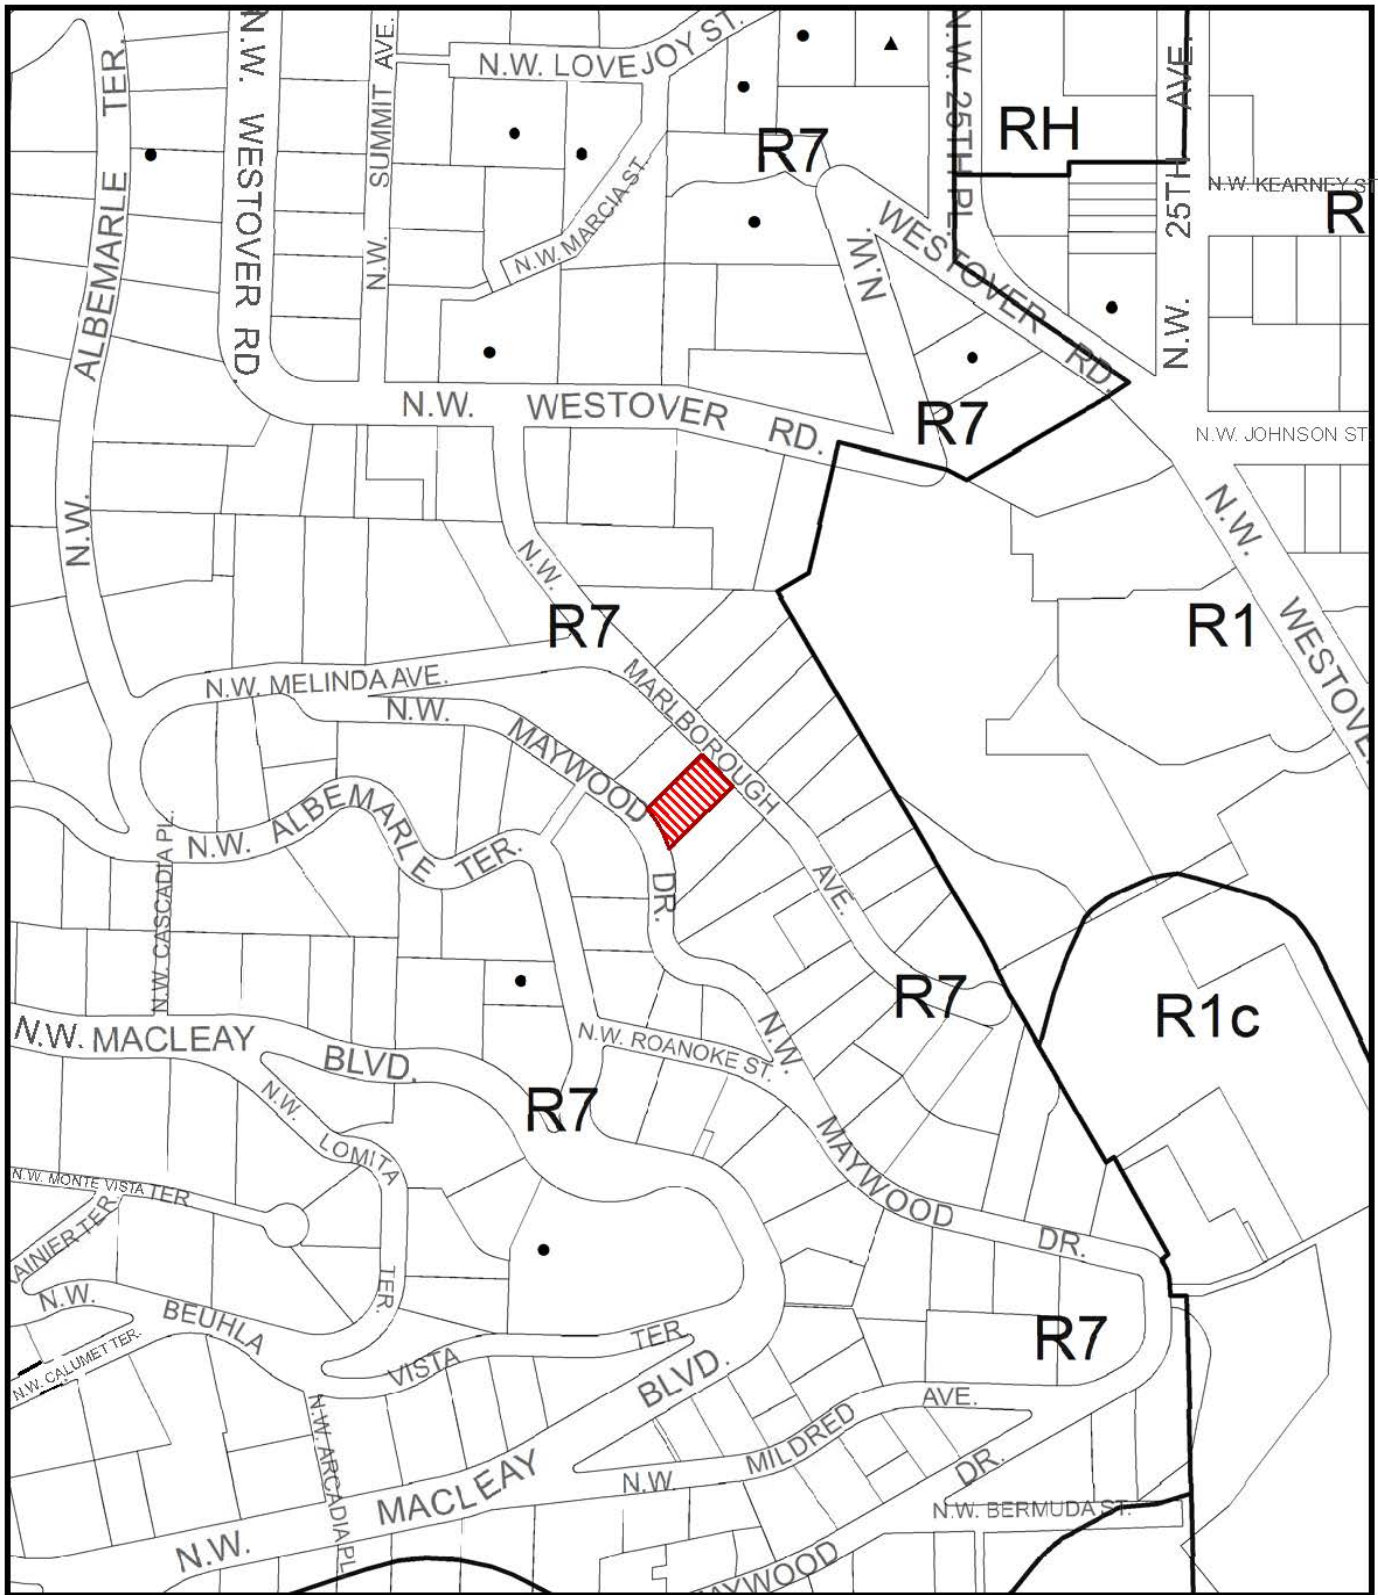 N.W. ALBEMARLE TER.
N.W. WESTOVER RD.
N.W. SUMMIT AVE.
N.W. LOVEJOY ST.
N.W. MARCIA ST.
R7
N.W. 25TH PL.
RH
N.W. 25TH AVE.
N.W. KEARNEY ST
R
N.W.
WESTOVER RD.
N.W. WESTOVER RD.
R7
N.W. JOHNSON ST
N.W. WESTOVE
R1
N.W. MARLBOROUGH AVE.
R7
N.W. MELINDA AVE.
N.W. MAYWOOD DR.
N.W. ALBEMARLE TER.
N.W. CASCADIA PL.
R7
R1c
N.W. MACLEAY BLVD.
N.W. ROANOKE ST.
N.W. MAYWOOD DR.
R7
N.W. LOMITA TER.
N.W. MONTE VISTA TER
AINIER TER.
N.W. BEUHLA VISTA TER.
N.W. CALUMET TER.
R7
N.W. ARCADIA PL
N.W. MACLEAY BLVD.
N.W. MILDRED AVE.
AYWOOD DR.
N.W. BERMUDA ST.